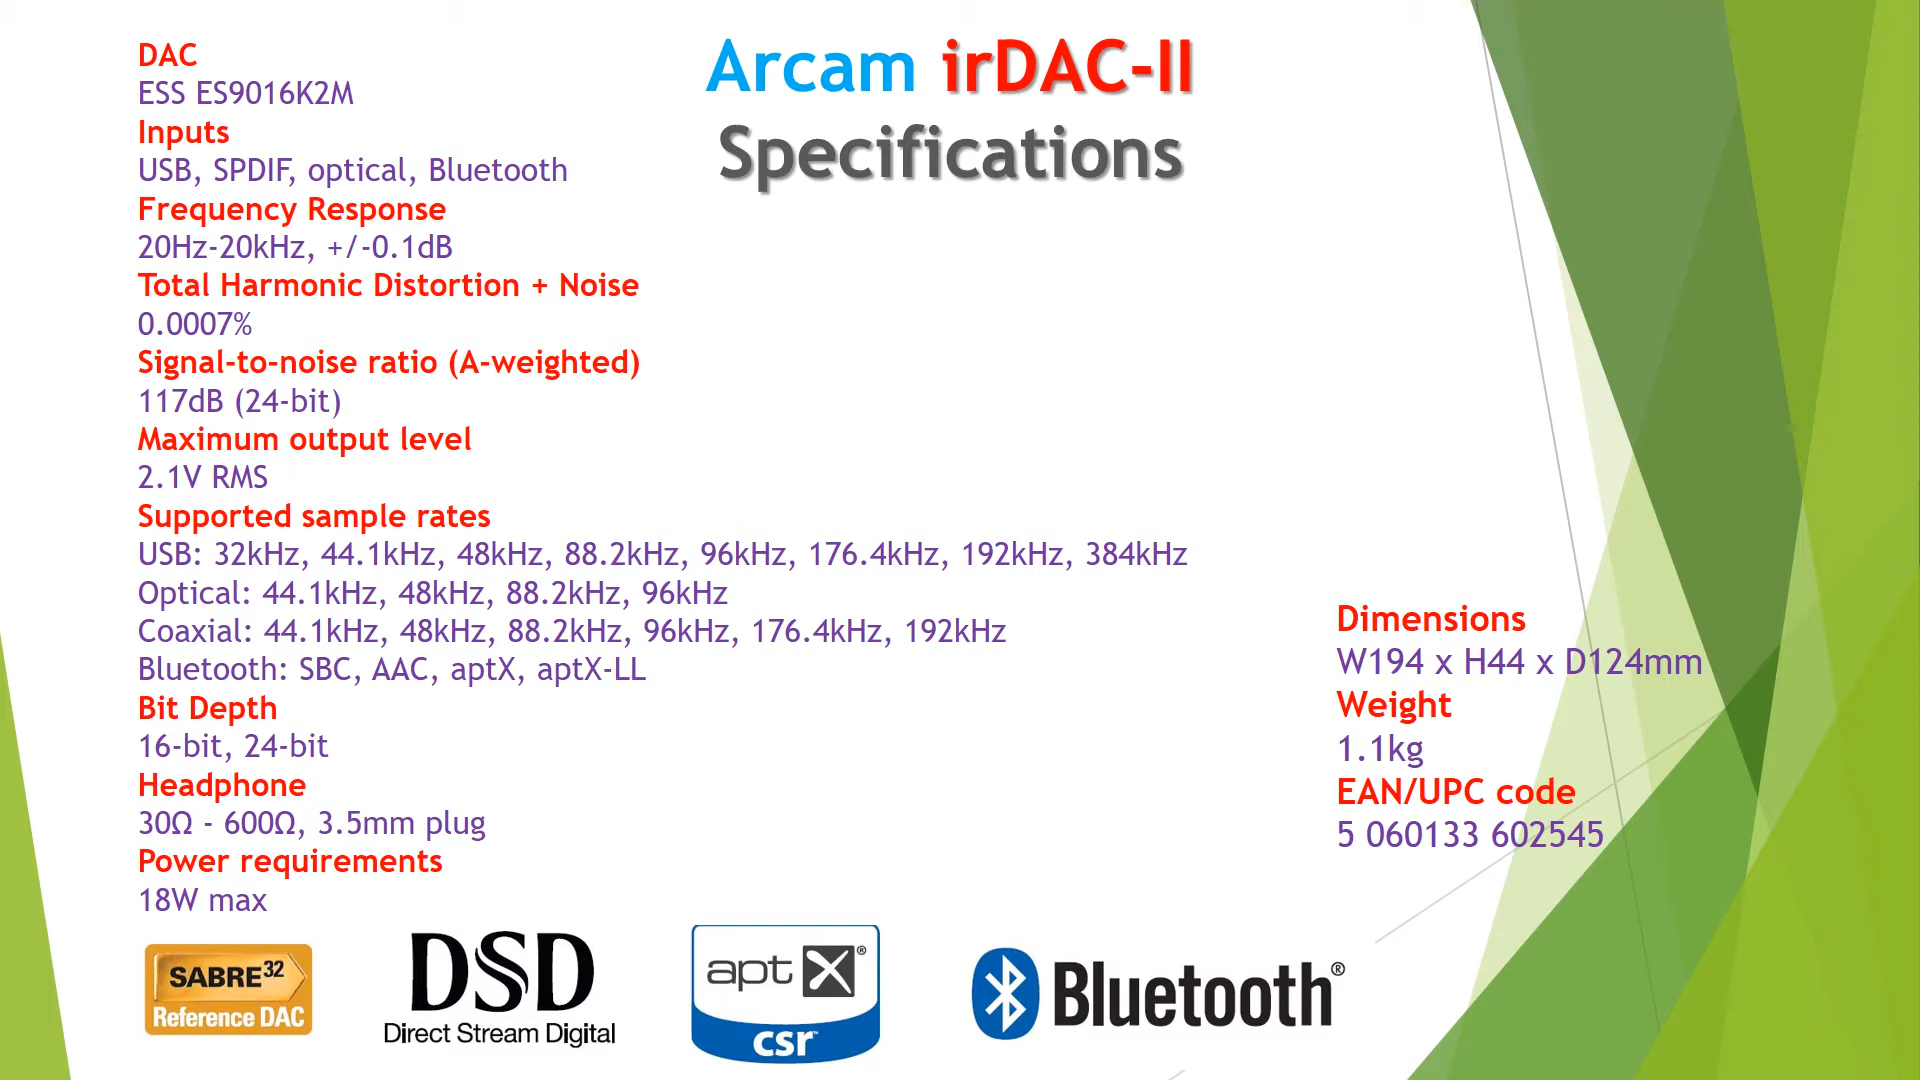 Arcam irDAC-II
Specifications
DAC
ESS ES9016K2M
Inputs
USB, SPDIF, optical, Bluetooth
Frequency Response
20Hz-20kHz, +/-0.1dB
Total Harmonic Distortion + Noise
0.0007%
Signal-to-noise ratio (A-weighted)
117dB (24-bit)
Maximum output level
2.1V RMS
Supported sample rates
USB: 32kHz, 44.1kHz, 48kHz, 88.2kHz, 96kHz, 176.4kHz, 192kHz, 384kHz
Optical: 44.1kHz, 48kHz, 88.2kHz, 96kHz
Coaxial: 44.1kHz, 48kHz, 88.2kHz, 96kHz, 176.4kHz, 192kHz
Bluetooth: SBC, AAC, aptX, aptX-LL
Bit Depth
16-bit, 24-bit
Headphone
30Ω - 600Ω, 3.5mm plug
Power requirements
18W max
Dimensions
W194 x H44 x D124mm
Weight
1.1kg
EAN/UPC code
5 060133 602545
SABRE32
Reference DAC
DSD
Direct Stream Digital
aptX®
csr™
Bluetooth®